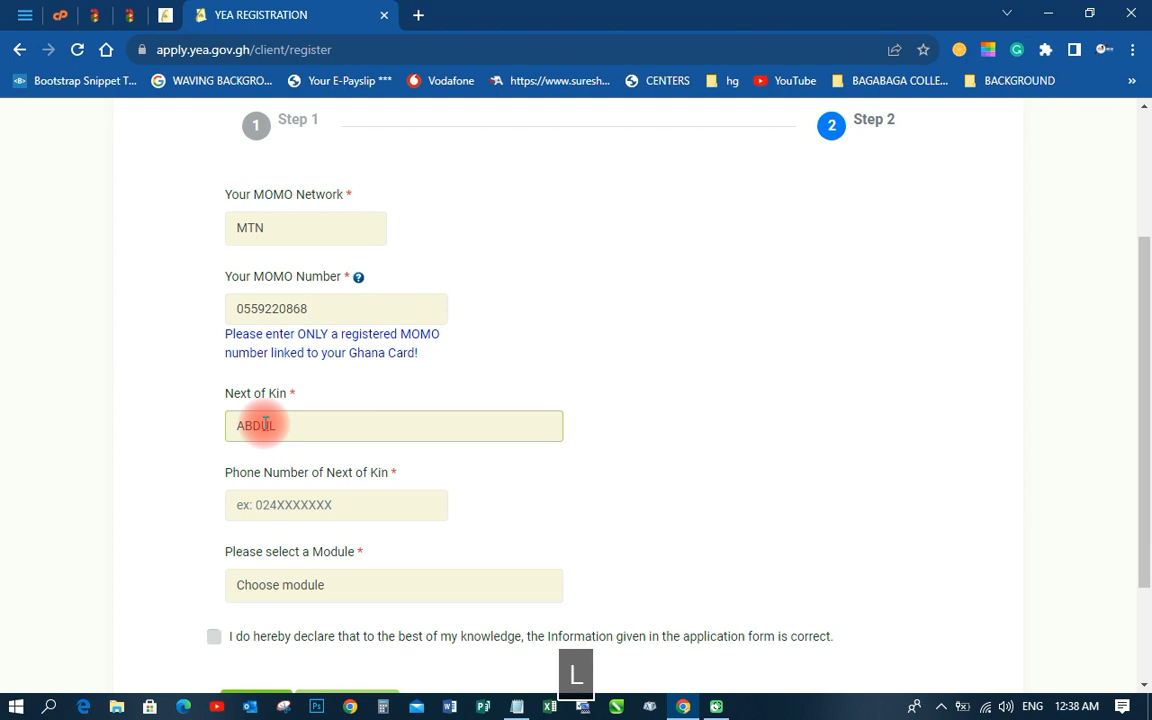 YEA REGISTRATION
apply.yea.gov.gh/client/register
Bootstrap Snippet T...
WAVING BACKGRO...
Your E-Payslip ***
Vodafone
https://www.suresh...
CENTERS
hg
YouTube
BAGABAGA COLLE...
BACKGROUND
»
1 Step 1
2 Step 2
Your MOMO Network *
MTN
Your MOMO Number * ?
0559220868
Please enter ONLY a registered MOMO
number linked to your Ghana Card!
Next of Kin *
ABDUL
Phone Number of Next of Kin *
ex: 024XXXXXXX
Please select a Module *
Choose module
I do hereby declare that to the best of my knowledge, the Information given in the application form is correct.
L
ENG
12:38 AM